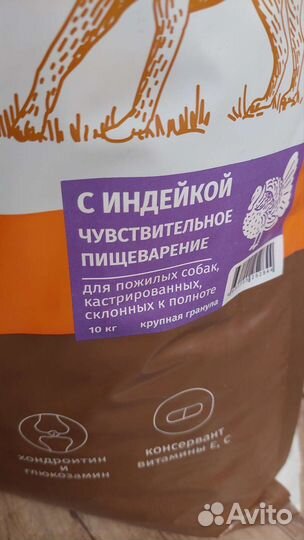 С ИНДЕЙКОЙ
ЧУВСТВИТЕЛЬНОЕ
ПИЩЕВАРЕНИЕ
для пожилых собак,
кастрированных,
склонных к полноте
10 кг крупная гранула
хондроитин
и
глюкозамин
консервант
витамины Е, С
Avito